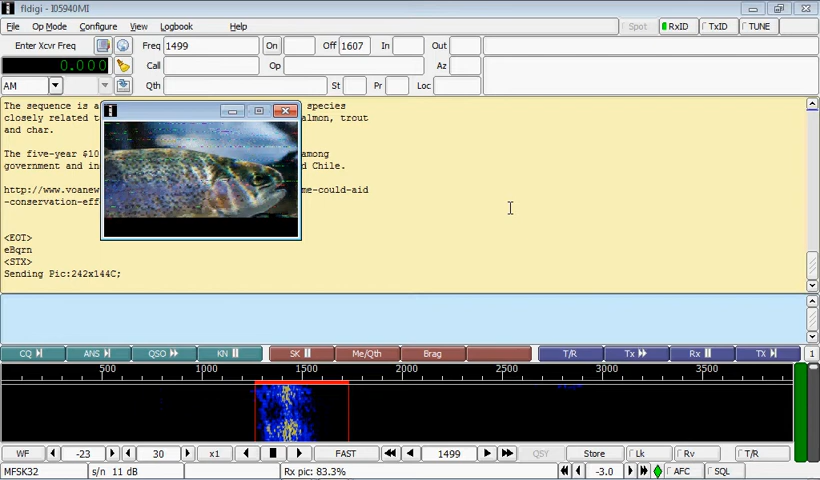 fldigi - I05940MI
File Op Mode Configure View Logbook Help Spot RxID TxID TUNE
Enter Xcvr Freq Freq 1499 On Off 1607 In Out
0.000 Call Op Az
AM Qth St Pr Loc
The sequence is a species
closely related t almon, trout
and char.
The five-year $10 among
government and in d Chile.
http://www.voanew me-could-aid
-conservation-eff
<EOT>
eBqrn
<STX>
Sending Pic:242x144C;
CQ ANS QSO KN SK Me/Qth Brag T/R Tx Rx TX 1
500 1000 1500 2000 2500 3000 3500
WF -23 30 x1 FAST 1499 QSY Store Lk Rv T/R
MFSK32 s/n 11 dB Rx pic: 83.3% -3.0 AFC SQL